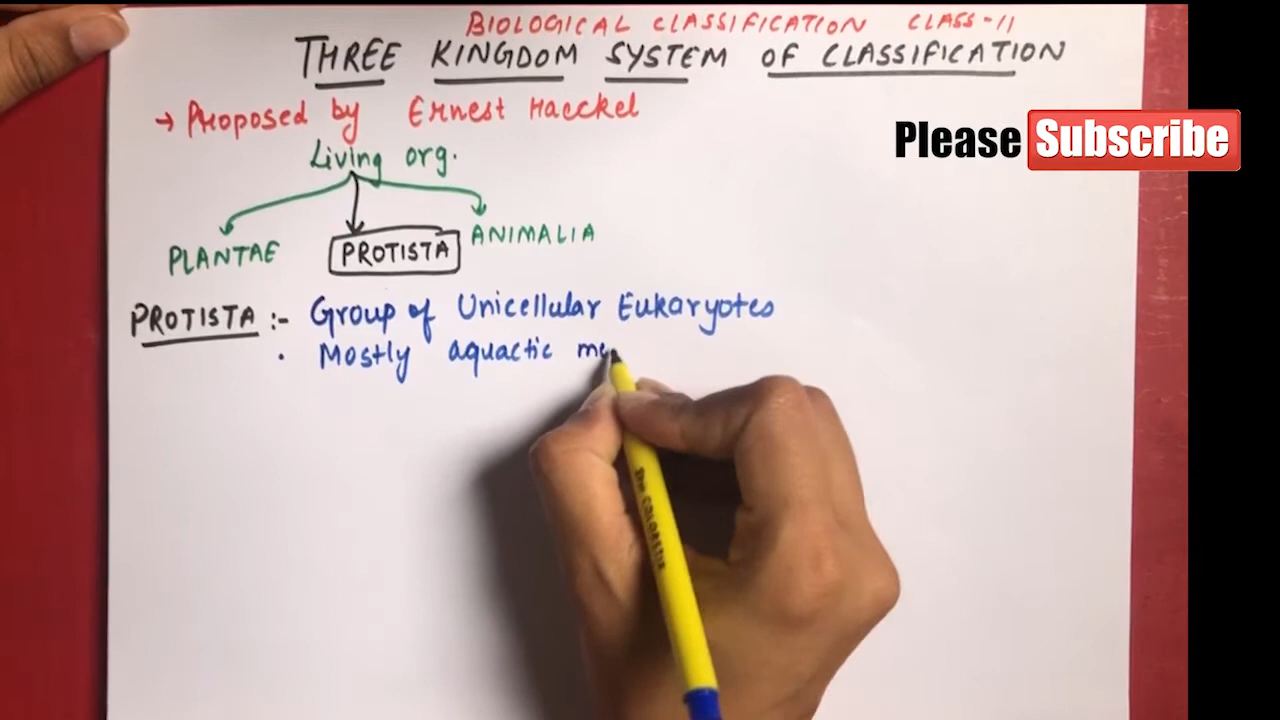 BIOLOGICAL CLASSIFICATION CLASS-11
THREE KINGDOM SYSTEM OF CLASSIFICATION
→ Proposed by Ernest Haeckel
Please Subscribe
Living org.
PLANTAE PROTISTA ANIMALIA
PROTISTA :- Group of Unicellular Eukaryotes
• Mostly aquactic